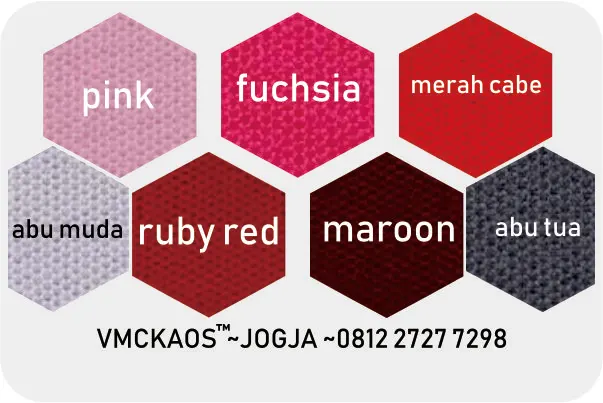 pink
fuchsia
merah cabe
abu muda
ruby red
maroon
abu tua
VMCKAOS™~JOGJA ~0812 2727 7298